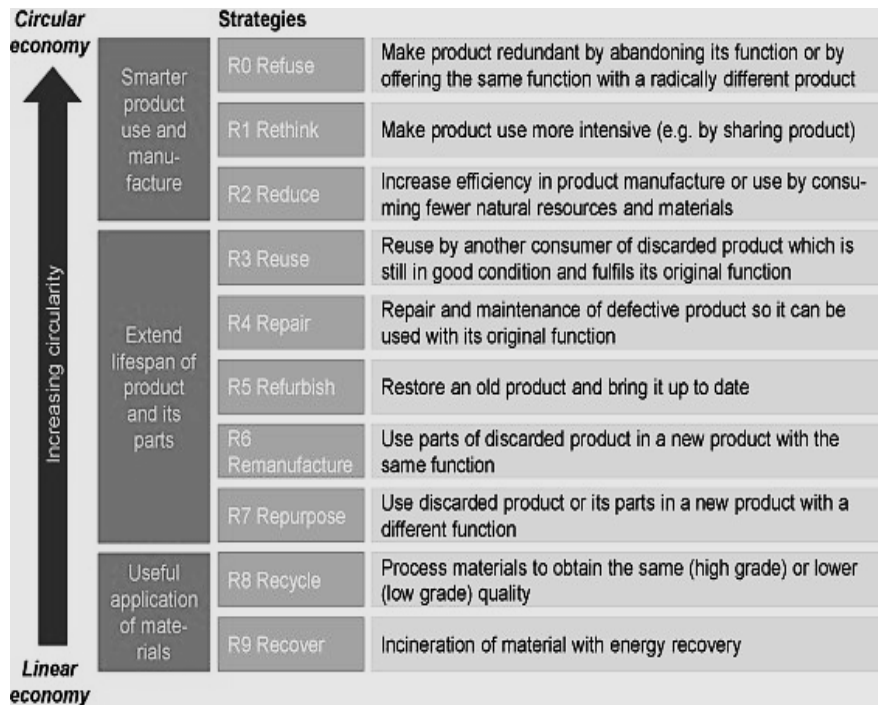 Circular
economy
Strategies
Increasing circularity
Smarter
product
use and
manu-
facture
R0 Refuse
Make product redundant by abandoning its function or by
offering the same function with a radically different product
R1 Rethink
Make product use more intensive (e.g. by sharing product)
R2 Reduce
Increase efficiency in product manufacture or use by consu-
ming fewer natural resources and materials
Extend
lifespan of
product
and its
parts
R3 Reuse
Reuse by another consumer of discarded product which is
still in good condition and fulfils its original function
R4 Repair
Repair and maintenance of defective product so it can be
used with its original function
R5 Refurbish
Restore an old product and bring it up to date
R6
Remanufacture
Use parts of discarded product in a new product with the
same function
R7 Repurpose
Use discarded product or its parts in a new product with a
different function
Useful
application
of mate-
rials
R8 Recycle
Process materials to obtain the same (high grade) or lower
(low grade) quality
R9 Recover
Incineration of material with energy recovery
Linear
economy